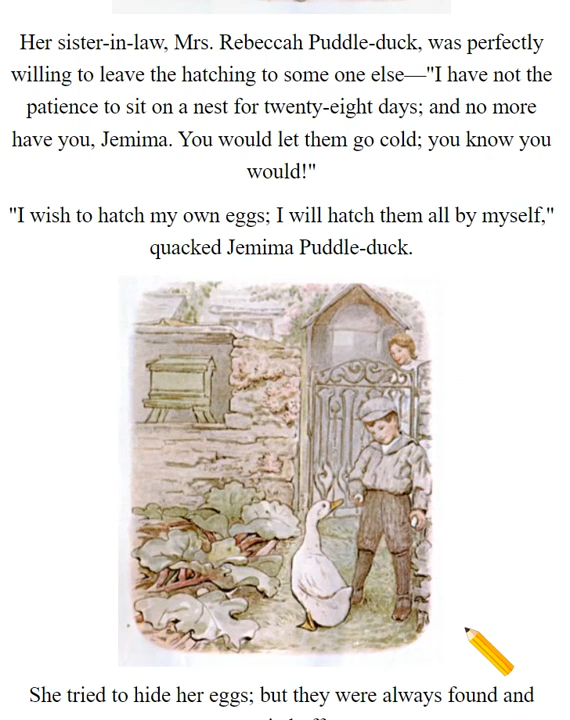 Her sister-in-law, Mrs. Rebeccah Puddle-duck, was perfectly
willing to leave the hatching to some one else—"I have not the
patience to sit on a nest for twenty-eight days; and no more
have you, Jemima. You would let them go cold; you know you
would!"
"I wish to hatch my own eggs; I will hatch them all by myself,"
quacked Jemima Puddle-duck.
She tried to hide her eggs; but they were always found and